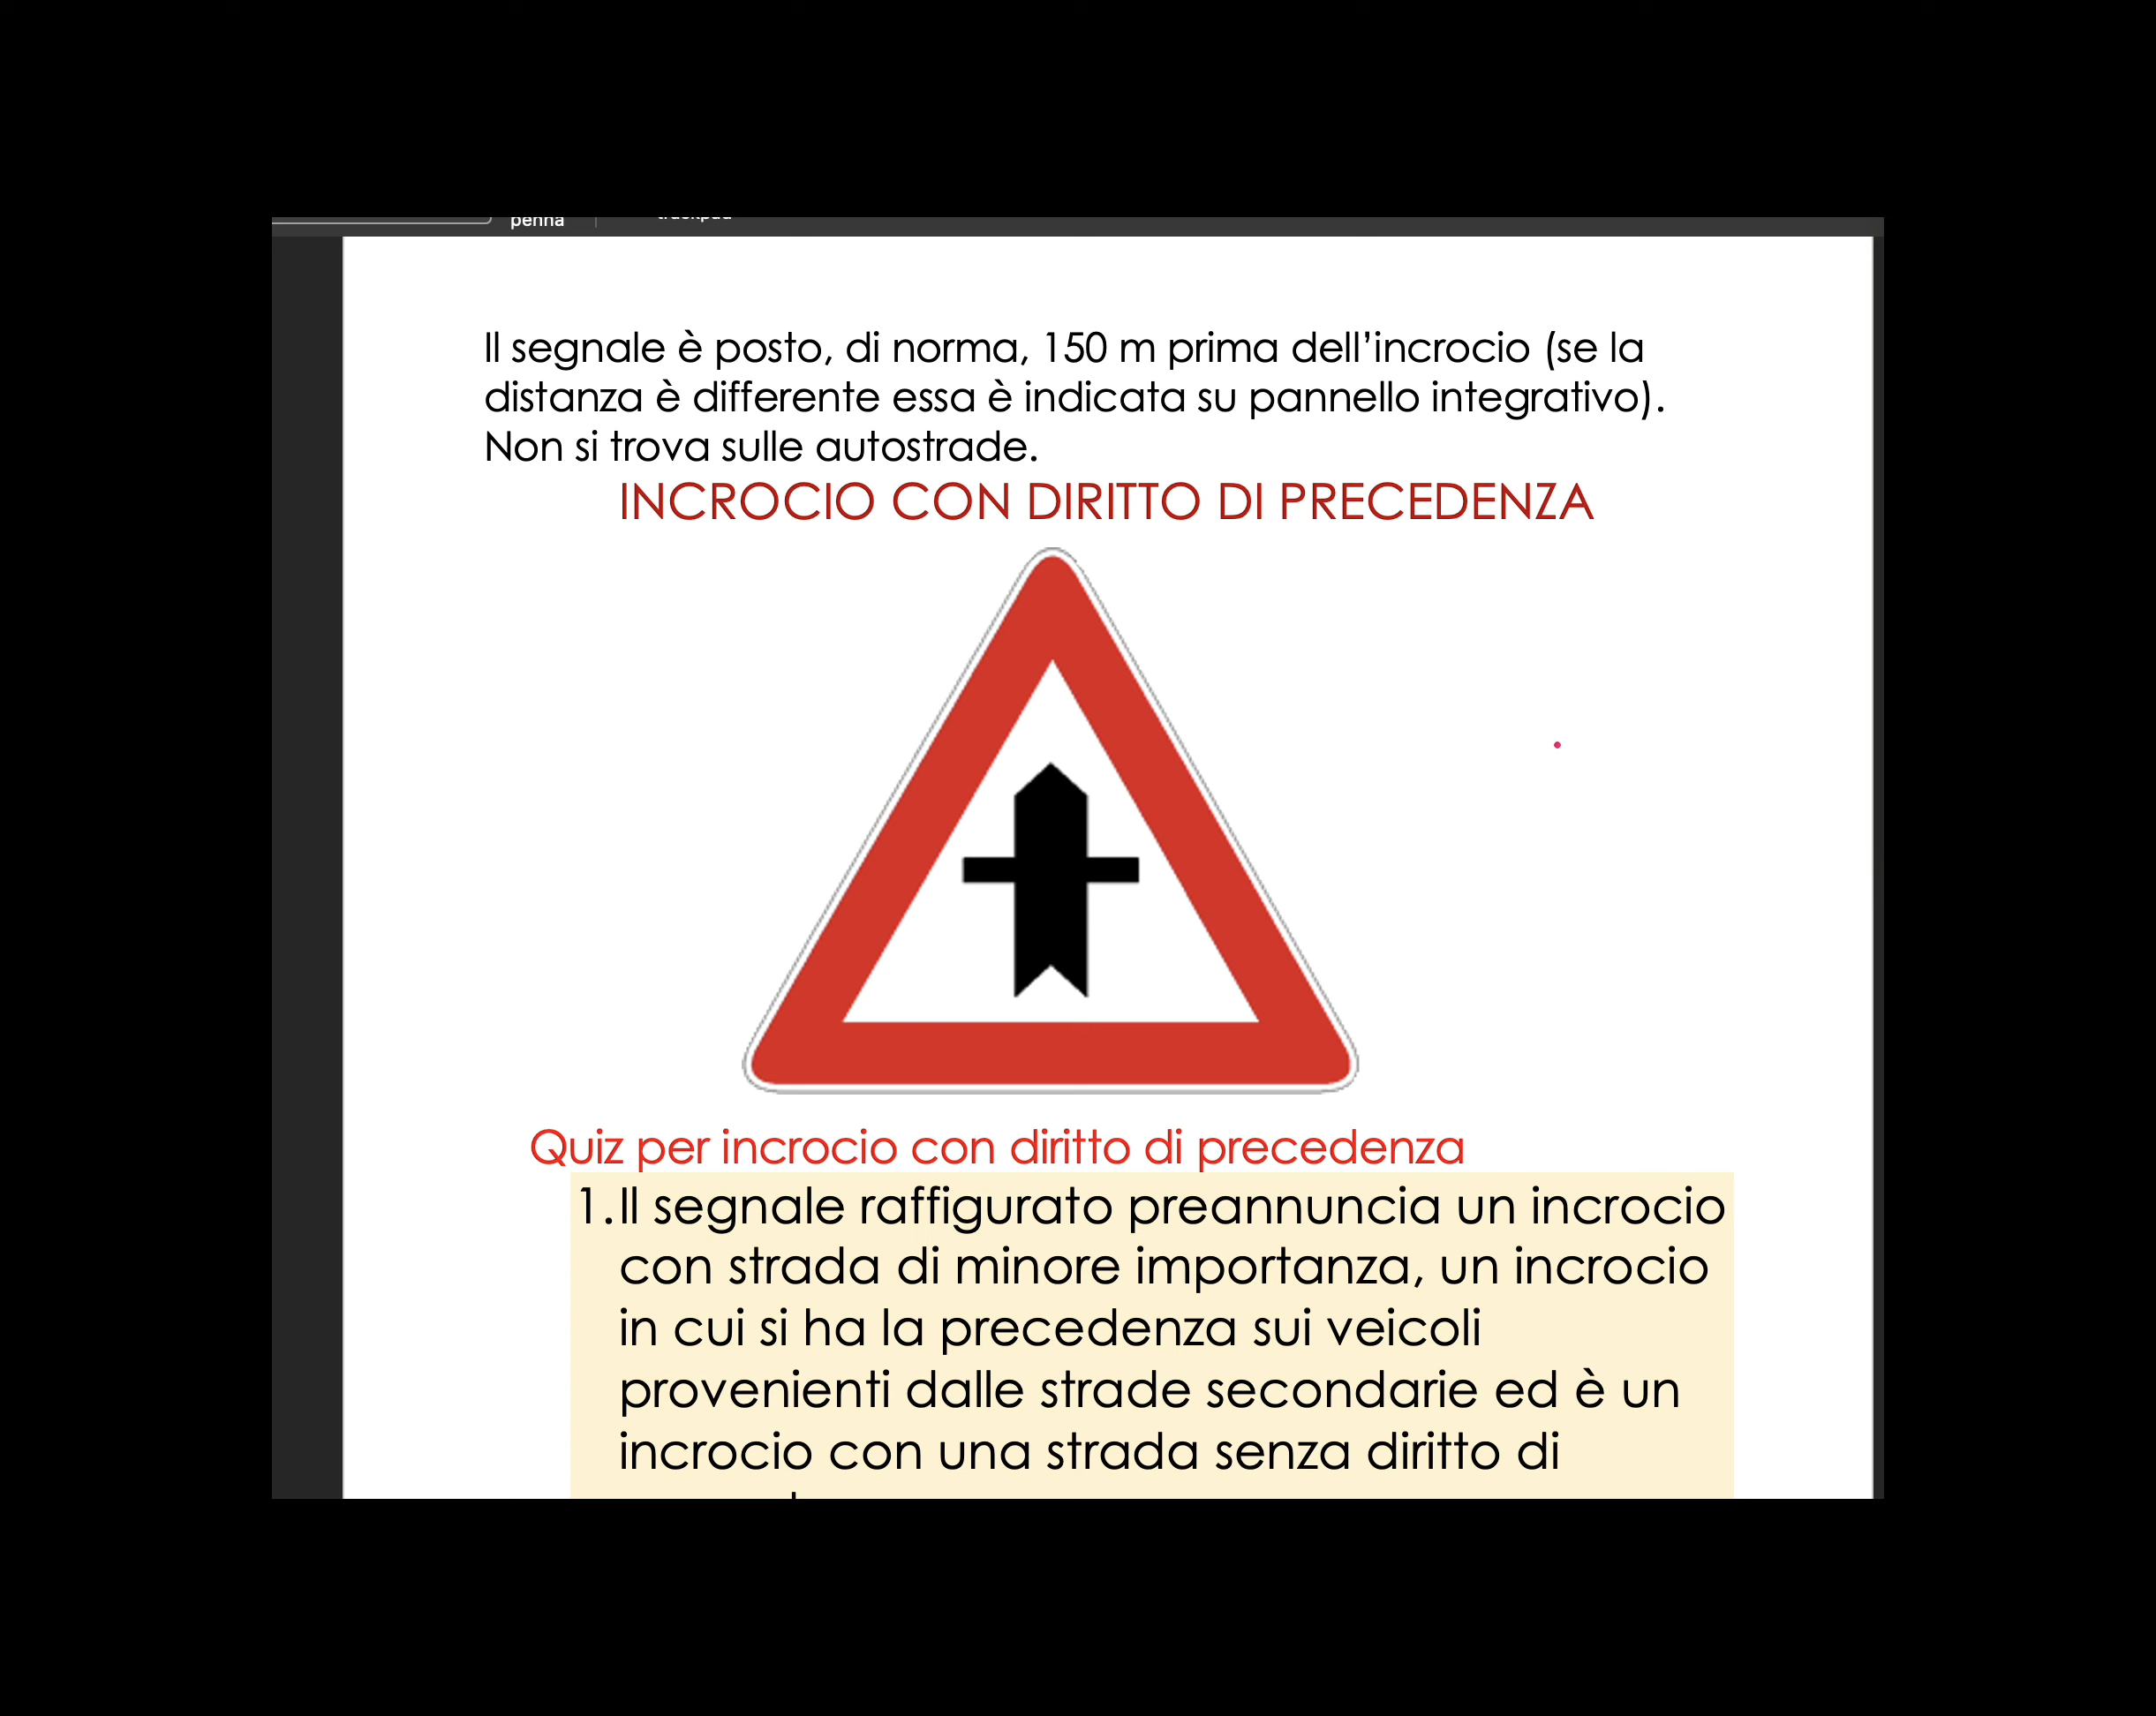 penna
Il segnale è posto, di norma, 150 m prima dell’incrocio (se la
distanza è differente essa è indicata su pannello integrativo).
Non si trova sulle autostrade.
INCROCIO CON DIRITTO DI PRECEDENZA
Quiz per incrocio con diritto di precedenza
1.Il segnale raffigurato preannuncia un incrocio
con strada di minore importanza, un incrocio
in cui si ha la precedenza sui veicoli
provenienti dalle strade secondarie ed è un
incrocio con una strada senza diritto di